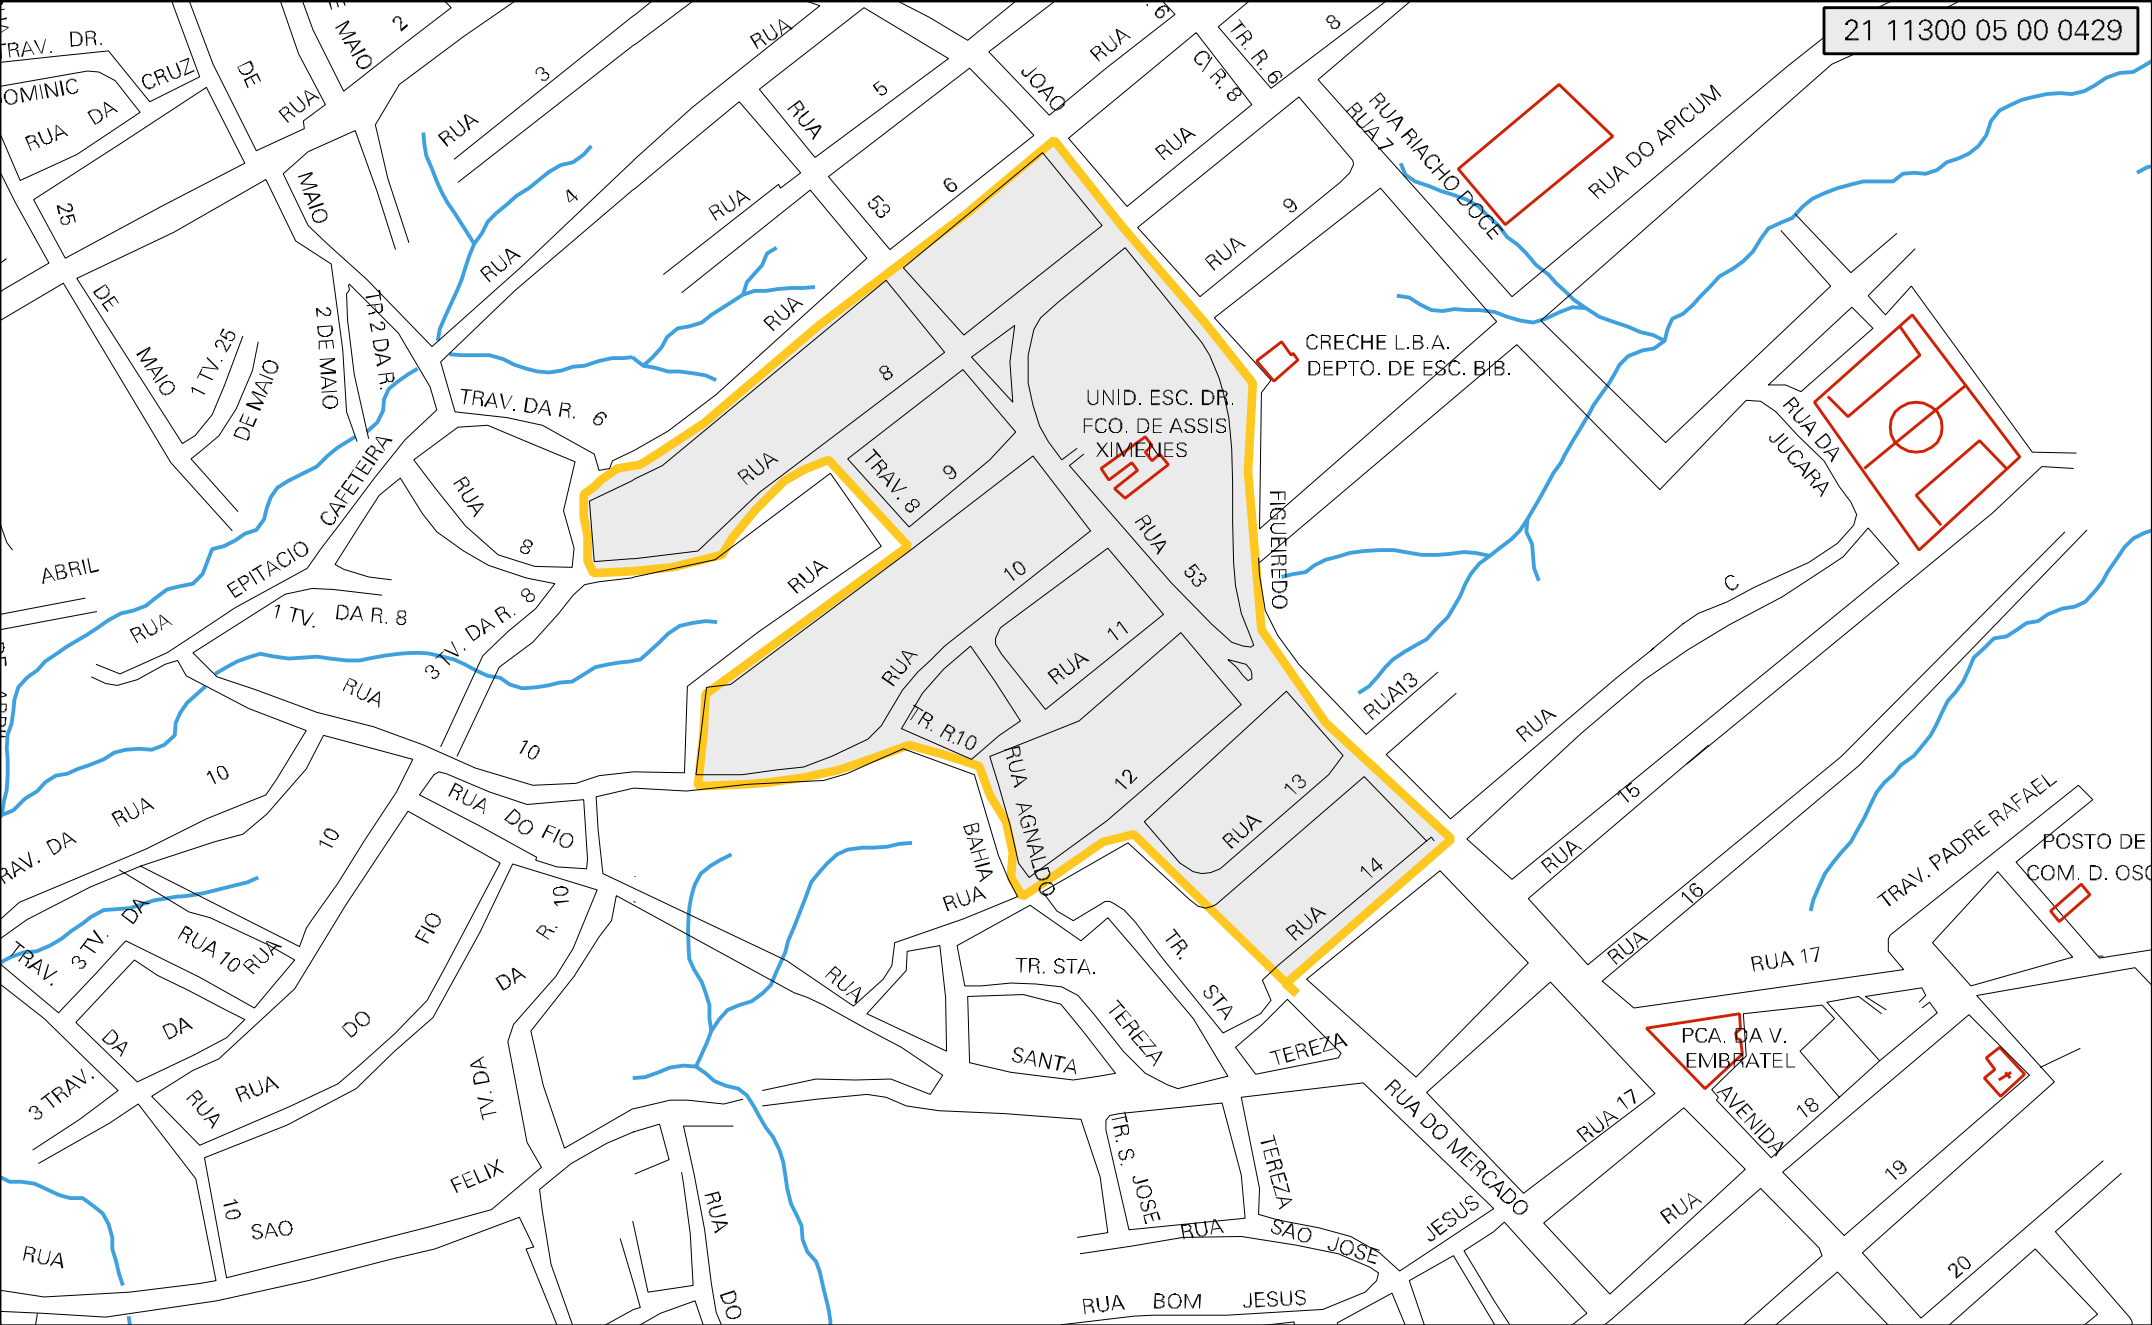 21 11300 05 00 0429
TRAV. DR.
CRUZ
RUA DA
DE
MAIO
RUA
2
RUA 3
RUA
RUA 5
JOAO
RUA 6
TR. R. 6
8
RUA
R. 8
RUA 7
RUA RIACHO DOCE
RUA DO APICUM
25
MAIO
4
RUA
RUA
53
6
RUA 9
DE
MAIO
1 TV. 25
DE MAIO
2 DE MAIO
TR 2 DA R.
RUA
TRAV. DA R. 6
CAFETEIRA
EPITACIO
RUA
ABRIL
RUA
8
8
RUA
TRAV. 8
9
CRECHE L.B.A.
DEPTO. DE ESC. BIB.
UNID. ESC. DR.
FCO. DE ASSIS
XIMENES
RUA
53
FIGUEIREDO
RUA DA
JUCARA
C
RUA
1 TV. DA R. 8
3 TV. DA R. 8
RUA
10
RUA
10
RUA 11
RUA
TR. R.10
RUA AGNALDO
BAHIA
RUA
12
RUA 13
RUA 14
RUA13
RUA
15
RUA
16
RUA
TRAV. PADRE RAFAEL
POSTO DE
RUA 17
PCA. DA V.
EMBRATEL
AVENIDA
18
19
20
RUA
RUA 17
RUA DO MERCADO
JESUS
10
RUA
DA
RUA DO FIO
10
10
R.
DA
TV. DA
FIO
DO
RUA
3 TV. DA
RUA 10
RUA
TRAV.
DA
DA
3 TRAV.
RUA
10
SAO
FELIX
RUA
RUA
TR. STA.
TEREZA
SANTA
TR.
STA
TEREZA
TR. S. JOSE
TEREZA
RUA SAO JOSE
RUA BOM JESUS
RUA
DO